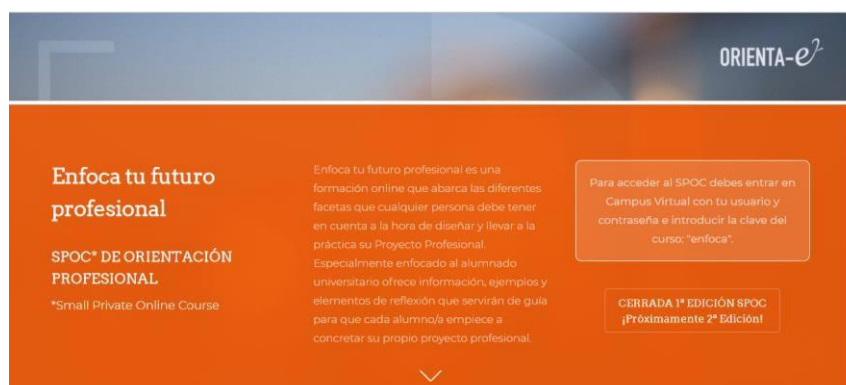 ORIENTA-e2
Enfoca tu futuro
profesional
SPOC* DE ORIENTACIÓN
PROFESIONAL
*Small Private Online Course
Enfoca tu futuro profesional es una
formación online que abarca las diferentes
facetas que cualquier persona debe tener
en cuenta a la hora de diseñar y llevar a la
práctica su Proyecto Profesional.
Especialmente enfocado al alumnado
universitario ofrece información, ejemplos y
elementos de reflexión que servirán de guía
para que cada alumno/a empiece a
concretar su propio proyecto profesional.
Para acceder al SPOC debes entrar en
Campus Virtual con tu usuario y
contraseña e introducir la clave del
curso: "enfoca".
CERRADA 1ª EDICIÓN SPOC
¡Próximamente 2ª Edición!